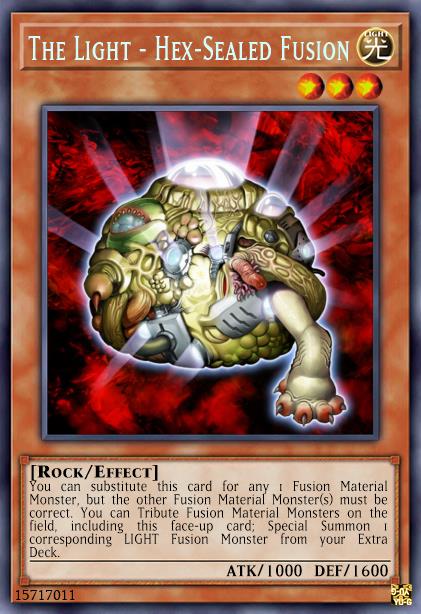 The Light - Hex-Sealed Fusion
LIGHT
光
[Rock/Effect]
You can substitute this card for any 1 Fusion Material
Monster, but the other Fusion Material Monster(s) must be
correct. You can Tribute Fusion Material Monsters on the
field, including this face-up card; Special Summon 1
corresponding LIGHT Fusion Monster from your Extra
Deck.
ATK/1000 DEF/1600
15717011